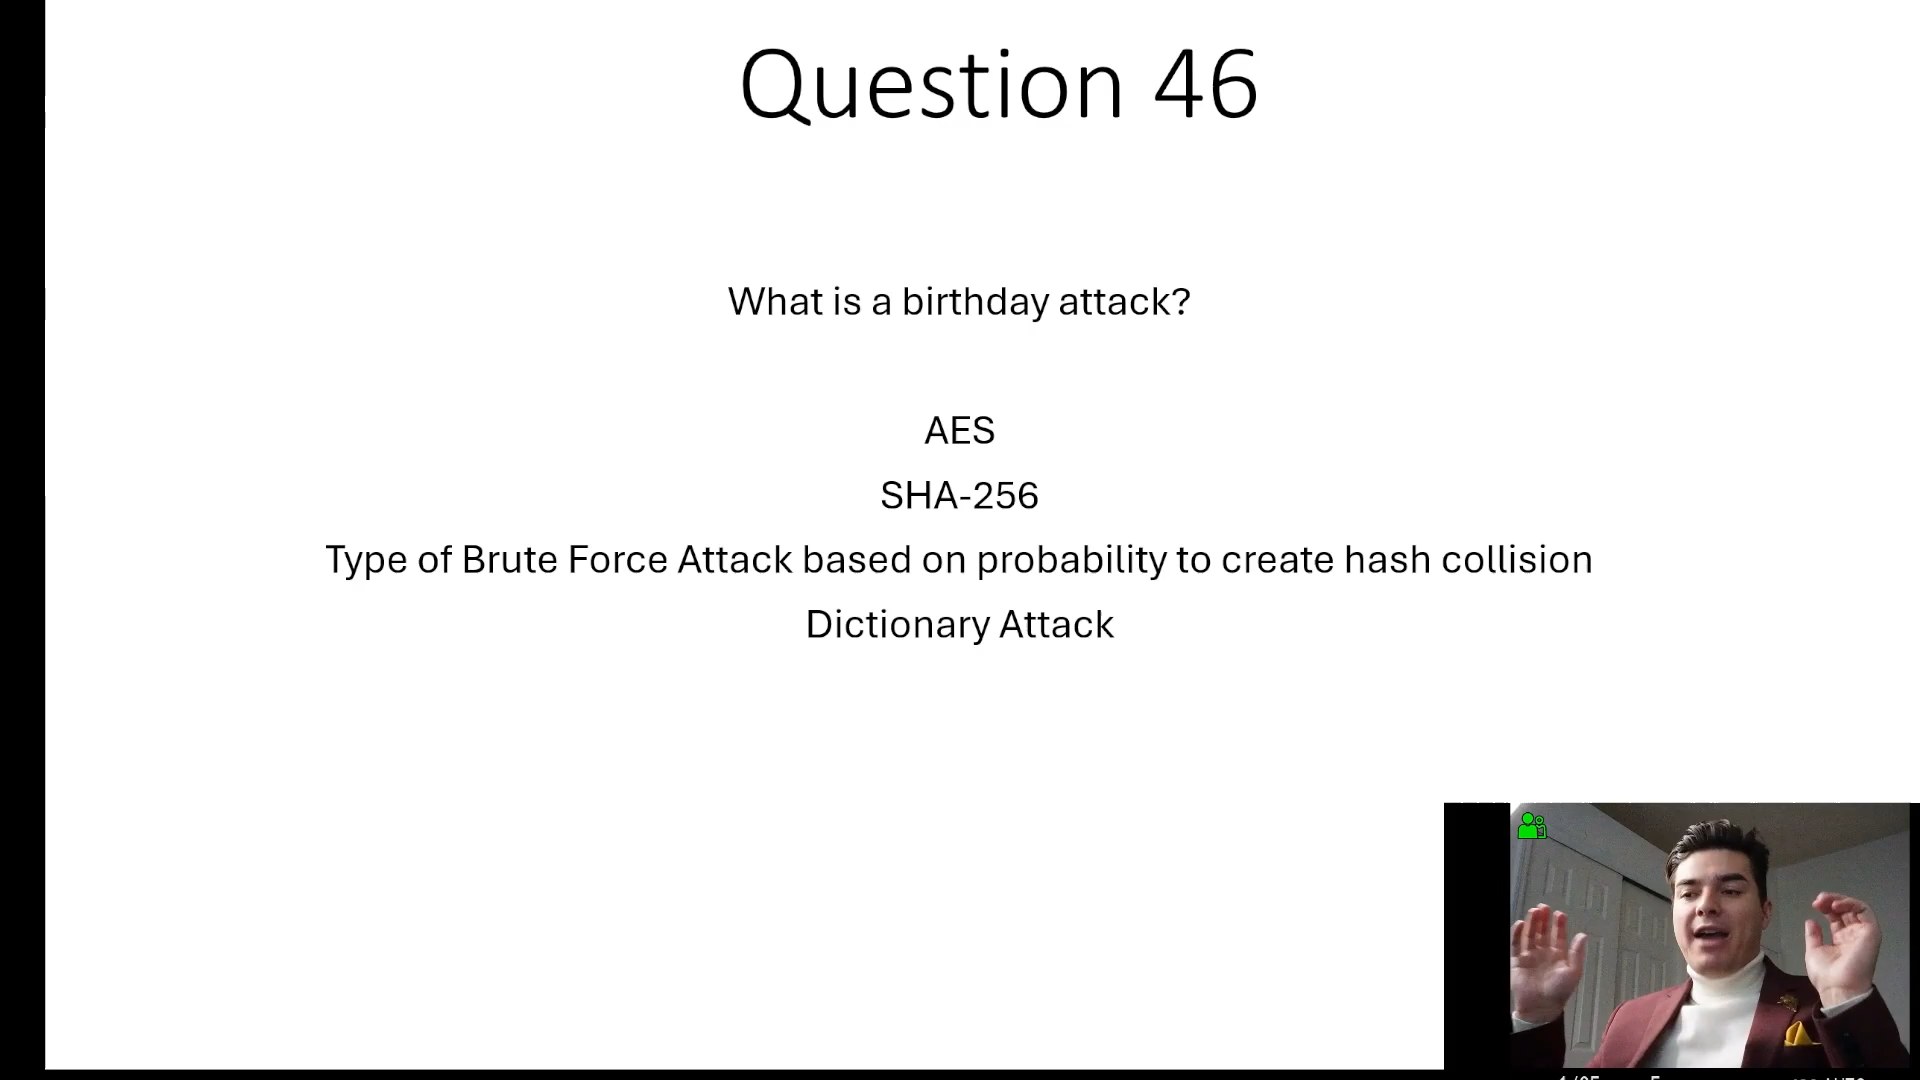 Question 46
What is a birthday attack?
AES
SHA-256
Type of Brute Force Attack based on probability to create hash collision
Dictionary Attack